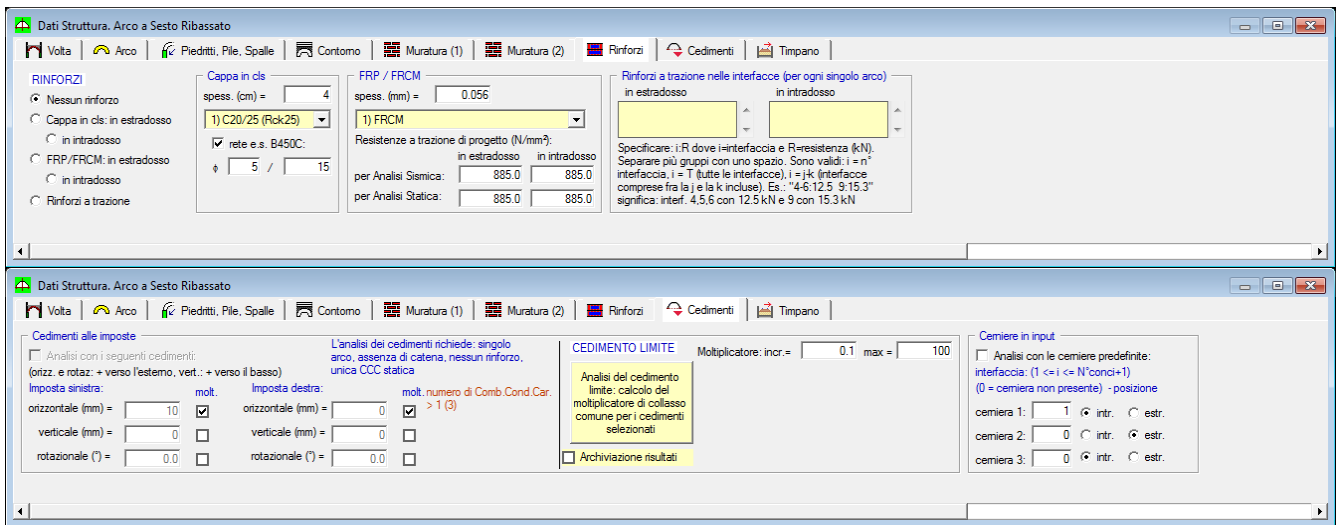 Dati Struttura. Arco a Sesto Ribassato
Volta Arco Piedritti, Pile, Spalle Contorno Muratura (1) Muratura (2) Rinforzi Cedimenti Timpano
RINFORZI
Nessun rinforzo
Cappa in cls: in estradosso
in intradosso
FRP/FRCM: in estradosso
in intradosso
Rinforzi a trazione
Cappa in cls
spess. (cm) = 4
1) C20/25 (Rck25)
rete e.s. B450C:
ϕ 5 / 15
FRP / FRCM
spess. (mm) = 0.056
1) FRCM
Resistenze a trazione di progetto (N/mm²):
in estradosso in intradosso
per Analisi Sismica: 885.0 885.0
per Analisi Statica: 885.0 885.0
Rinforzi a trazione nelle interfacce (per ogni singolo arco)
in estradosso in intradosso
Specificare: i:R dove i=interfaccia e R=resistenza (kN).
Separare più gruppi con uno spazio. Sono validi: i = n°
interfaccia, i = T (tutte le interfacce), i = j-k (interfacce
comprese fra la j e la k incluse). Es.: "4-6:12.5 9:15.3"
significa: interf. 4,5,6 con 12.5 kN e 9 con 15.3 kN
Dati Struttura. Arco a Sesto Ribassato
Volta Arco Piedritti, Pile, Spalle Contorno Muratura (1) Muratura (2) Rinforzi Cedimenti Timpano
Cedimenti alle imposte
Analisi con i seguenti cedimenti:
(orizz. e rotaz: + verso l'esterno, vert.: + verso il basso)
L'analisi dei cedimenti richiede: singolo
arco, assenza di catena, nessun rinforzo,
unica CCC statica
Imposta sinistra: molt. Imposta destra: molt. numero di Comb.Cond.Car.
> 1 (3)
orizzontale (mm) = 10 orizzontale (mm) = 0
verticale (mm) = 0 verticale (mm) = 0
rotazionale (°) = 0.0 rotazionale (°) = 0.0
CEDIMENTO LIMITE Moltiplicatore: incr.= 0.1 max = 100
Analisi del cedimento
limite: calcolo del
moltiplicatore di collasso
comune per i cedimenti
selezionati
Archiviazione risultati
Cerniere in input
Analisi con le cerniere predefinite:
interfaccia: (1 <= i <= N°conci+1)
(0 = cerniera non presente) - posizione
cerniera 1: 1 intr. estr.
cerniera 2: 0 intr. estr.
cerniera 3: 0 intr. estr.